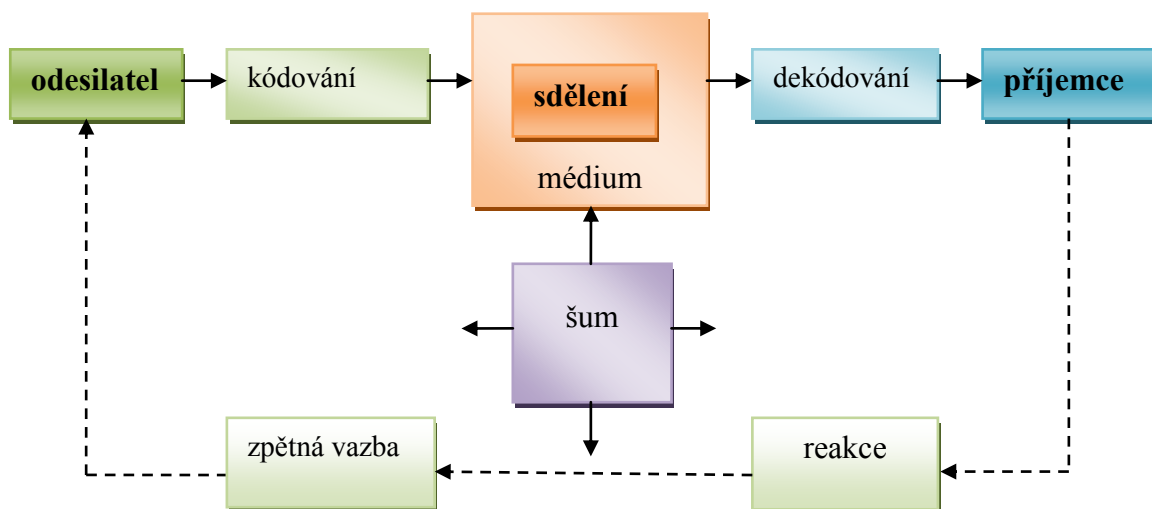 odesilatel
kódování
sdělení
médium
dekódování
příjemce
šum
zpětná vazba
reakce